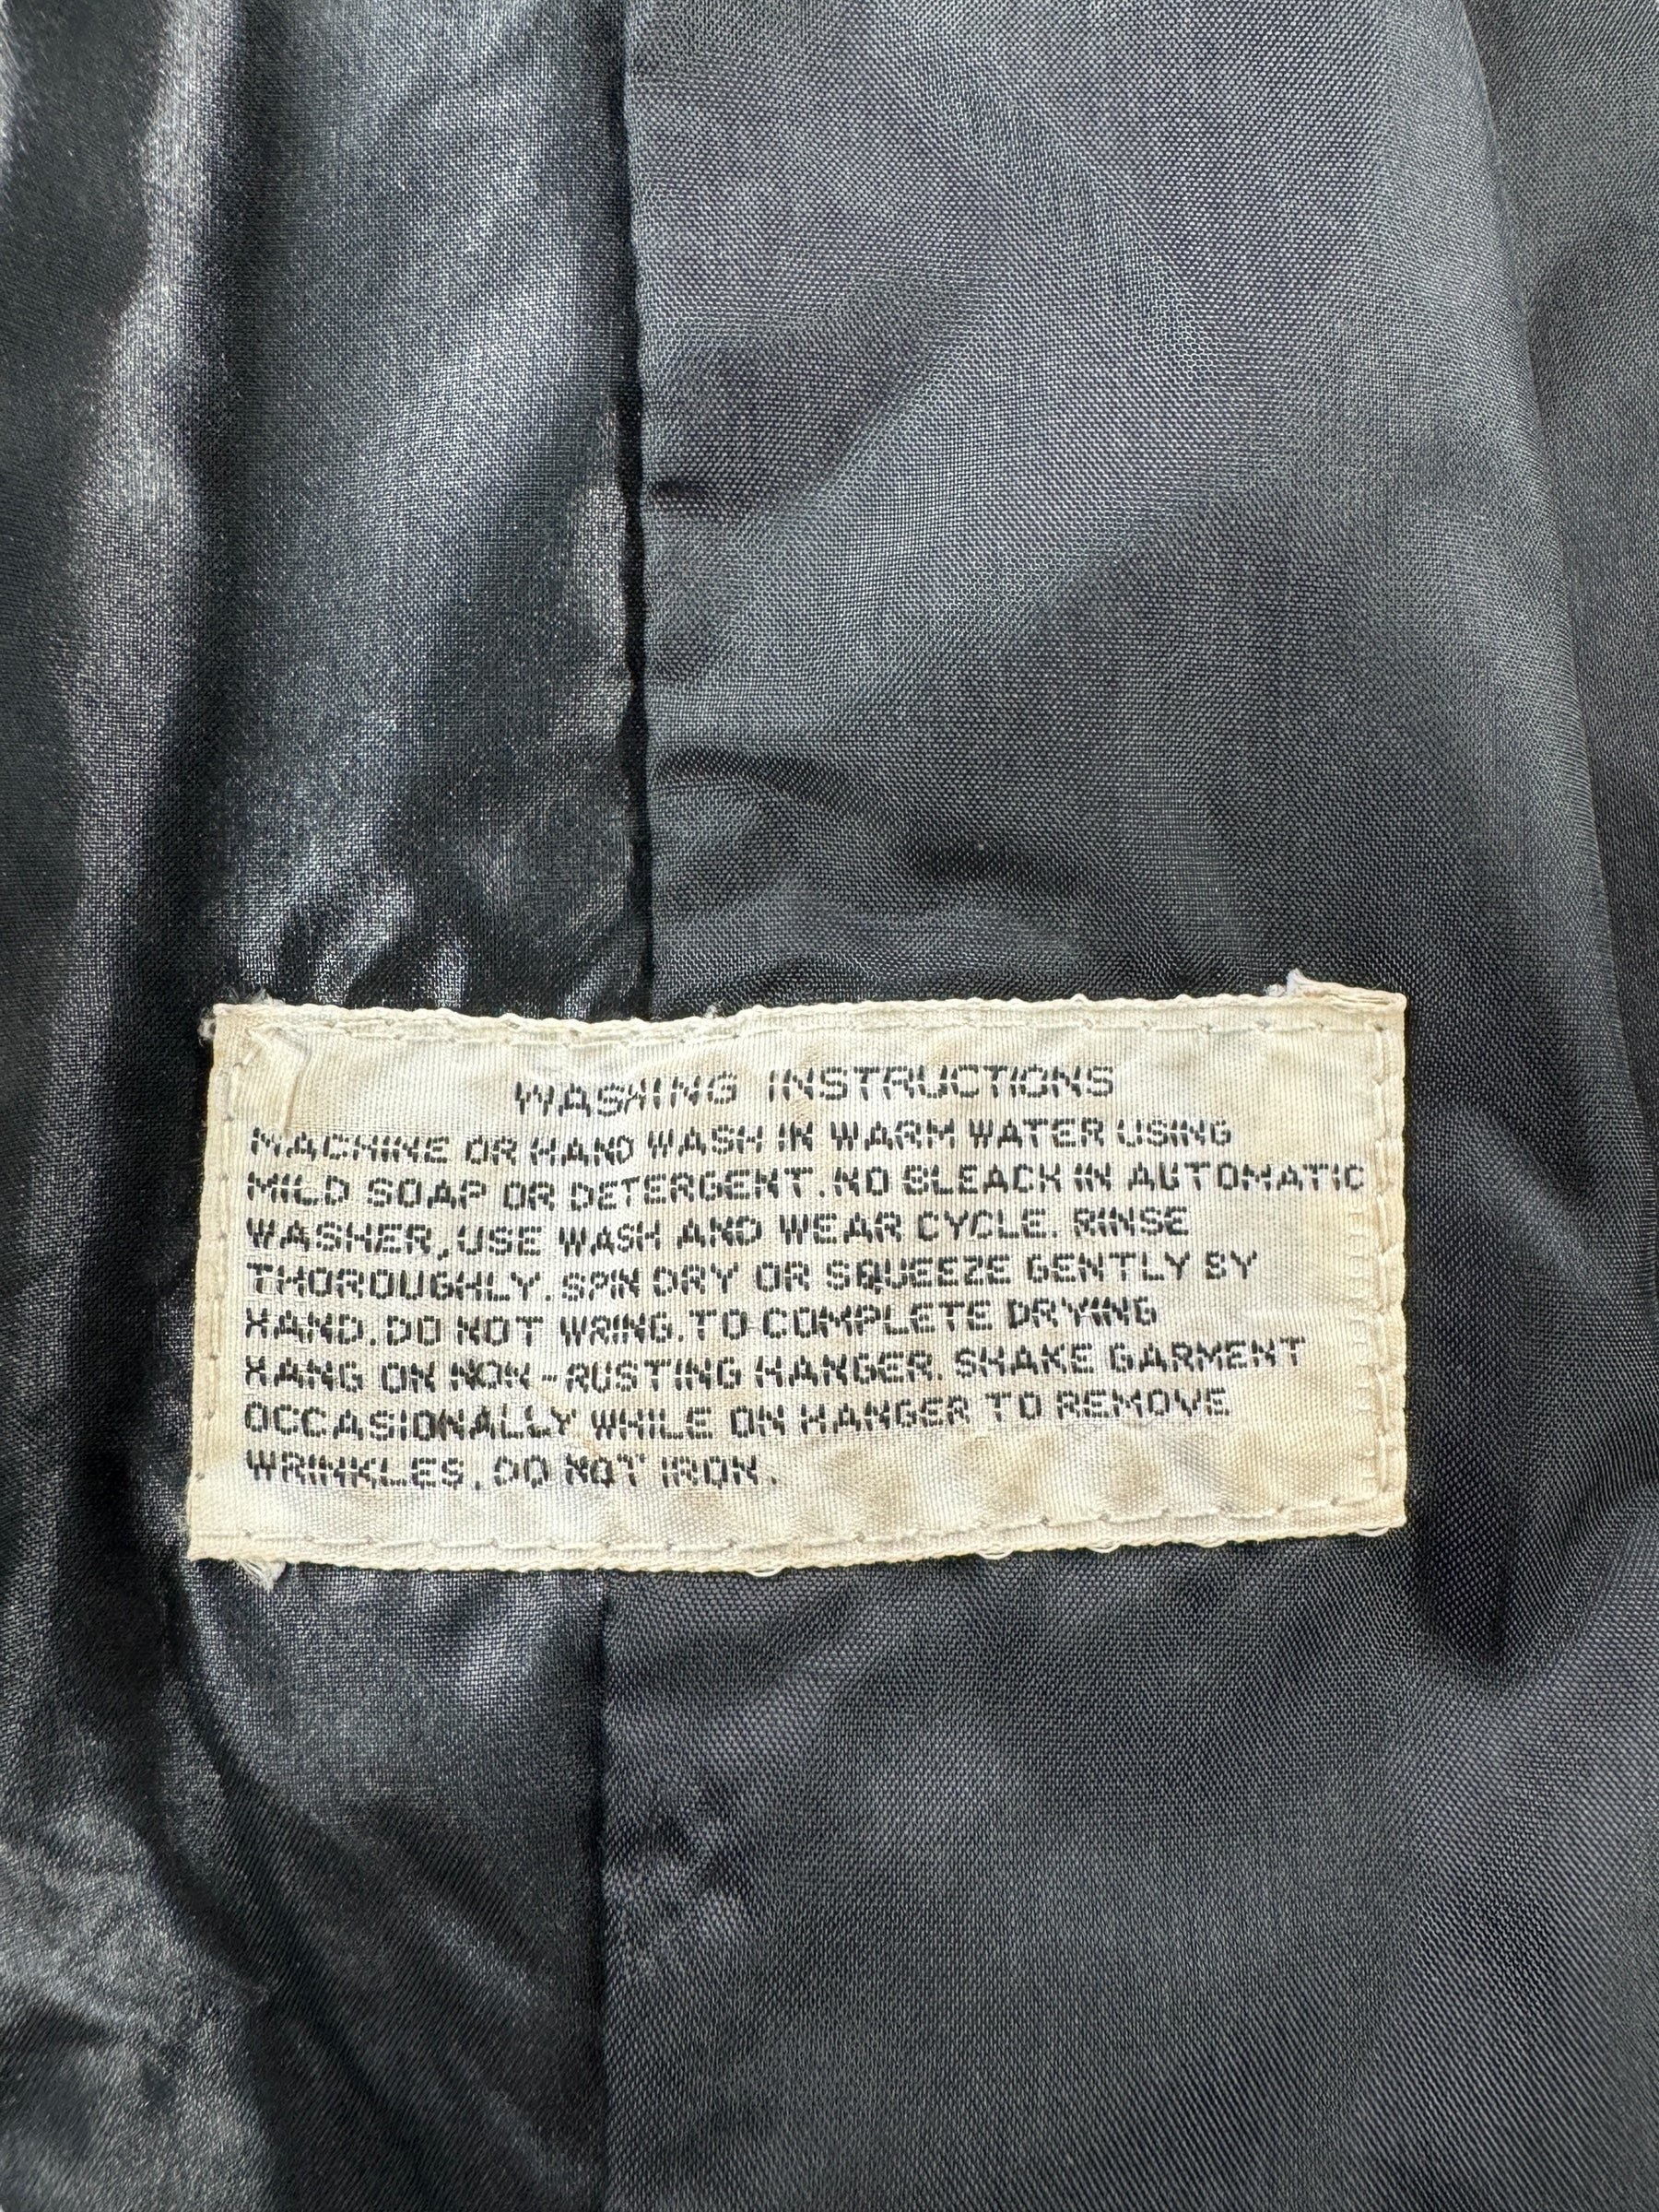 WASHING INSTRUCTIONS
MACHINE OR HAND WASH IN WARM WATER USING
MILD SOAP OR DETERGENT. NO BLEACH IN AUTOMATIC
WASHER, USE WASH AND WEAR CYCLE. RINSE
THOROUGHLY. SPIN DRY OR SQUEEZE GENTLY BY
HAND. DO NOT WRING. TO COMPLETE DRYING
HANG ON NON-RUSTING HANGER. SHAKE GARMENT
OCCASIONALLY WHILE ON HANGER TO REMOVE
WRINKLES, DO NOT IRON.